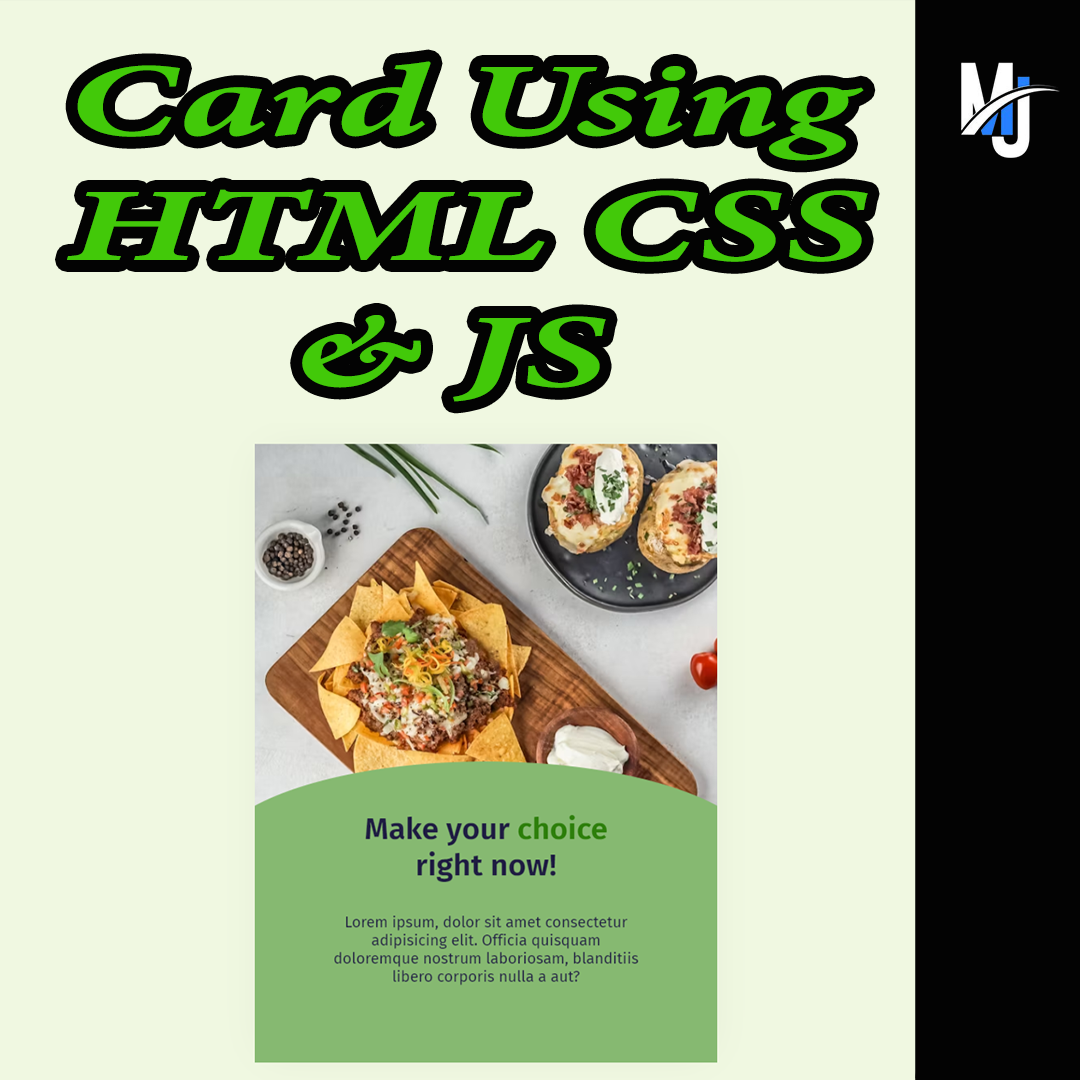 Card Using
HTML CSS
& JS
MJ
Make your choice
right now!
Lorem ipsum, dolor sit amet consectetur
adipisicing elit. Officia quisquam
doloremque nostrum laboriosam, blanditiis
libero corporis nulla a aut?